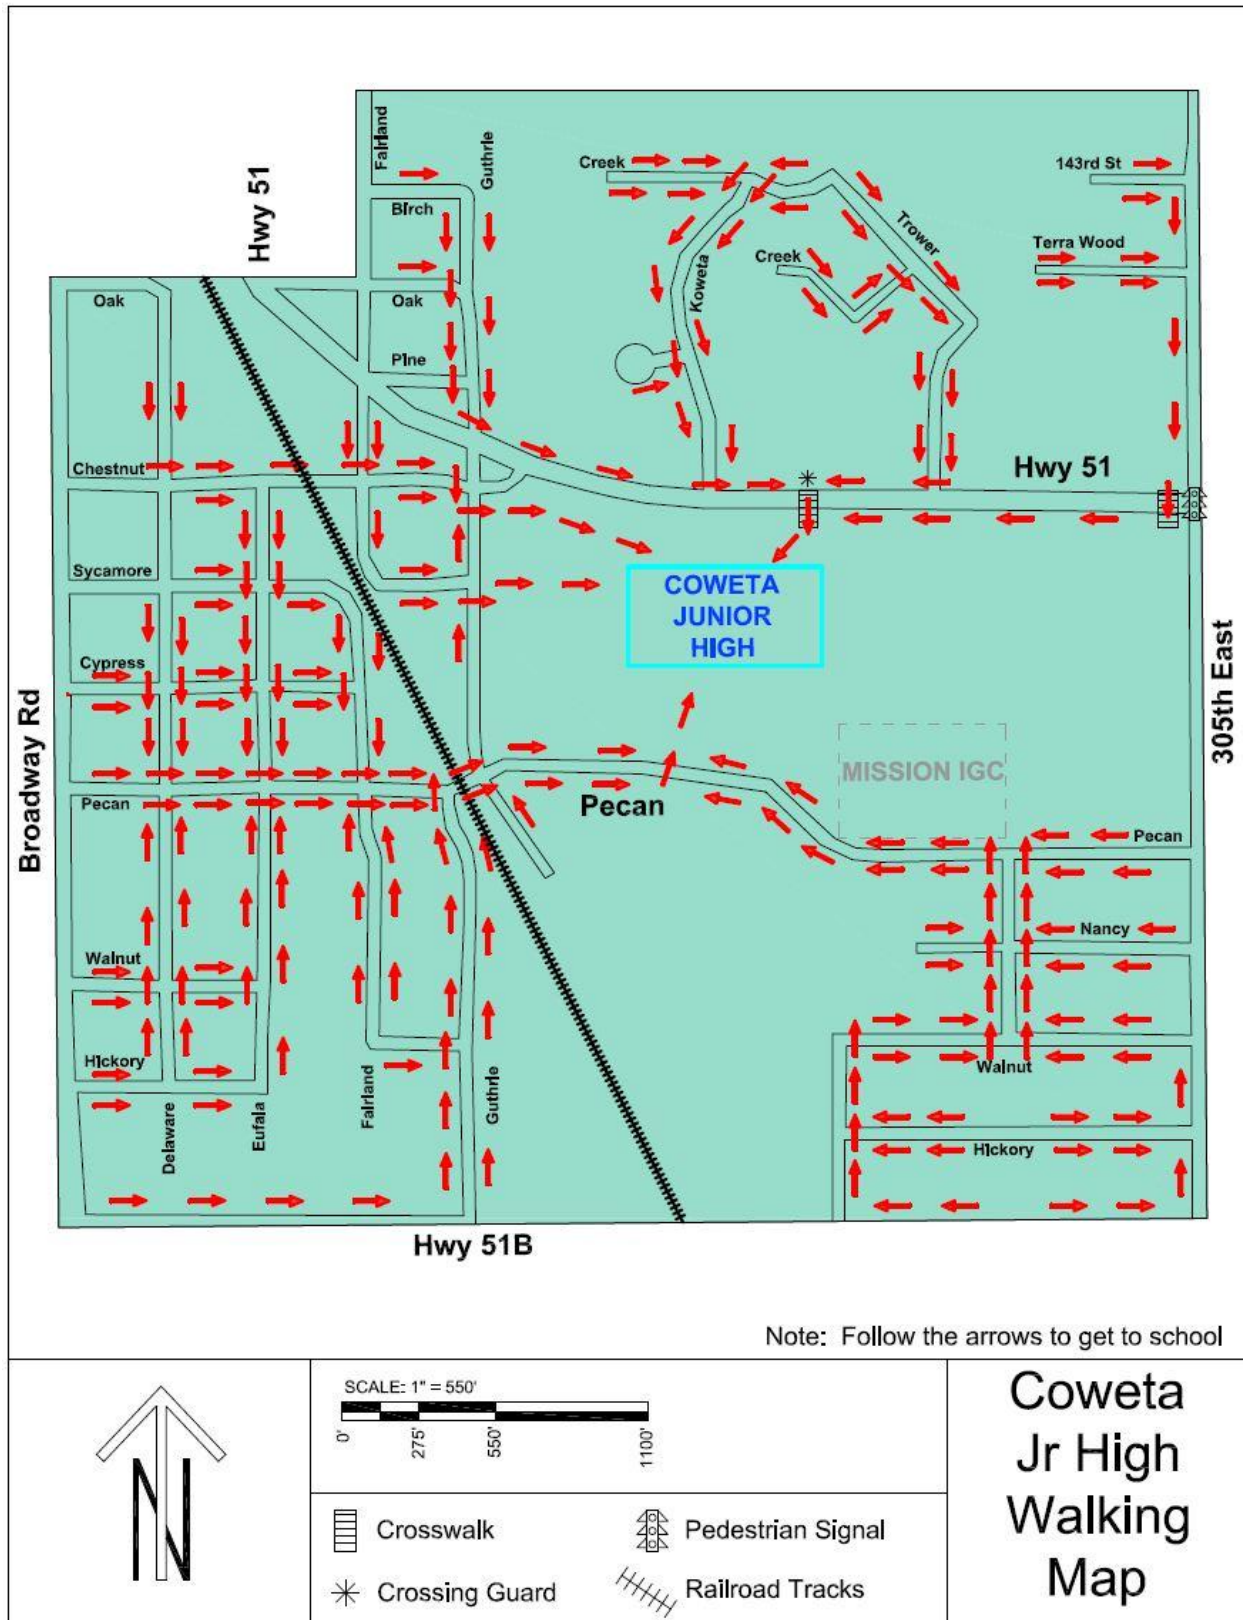 Fairland
Guthrie
Hwy 51
Birch
Oak
Oak
Pine
Creek
143rd St
Trower
Terra Wood
Creek
Koweta
Chestnut
Hwy 51
Sycamore
COWETA
JUNIOR
HIGH
Cypress
Broadway Rd
305th East
MISSION IGC
Pecan
Pecan
Pecan
Nancy
Walnut
Hickory
Walnut
Delaware
Eufala
Fairland
Guthrie
Hickory
Hwy 51B
Note: Follow the arrows to get to school
N
SCALE: 1" = 550'
0'
275'
550'
1100'
Crosswalk
Pedestrian Signal
Crossing Guard
Railroad Tracks
Coweta
Jr High
Walking
Map